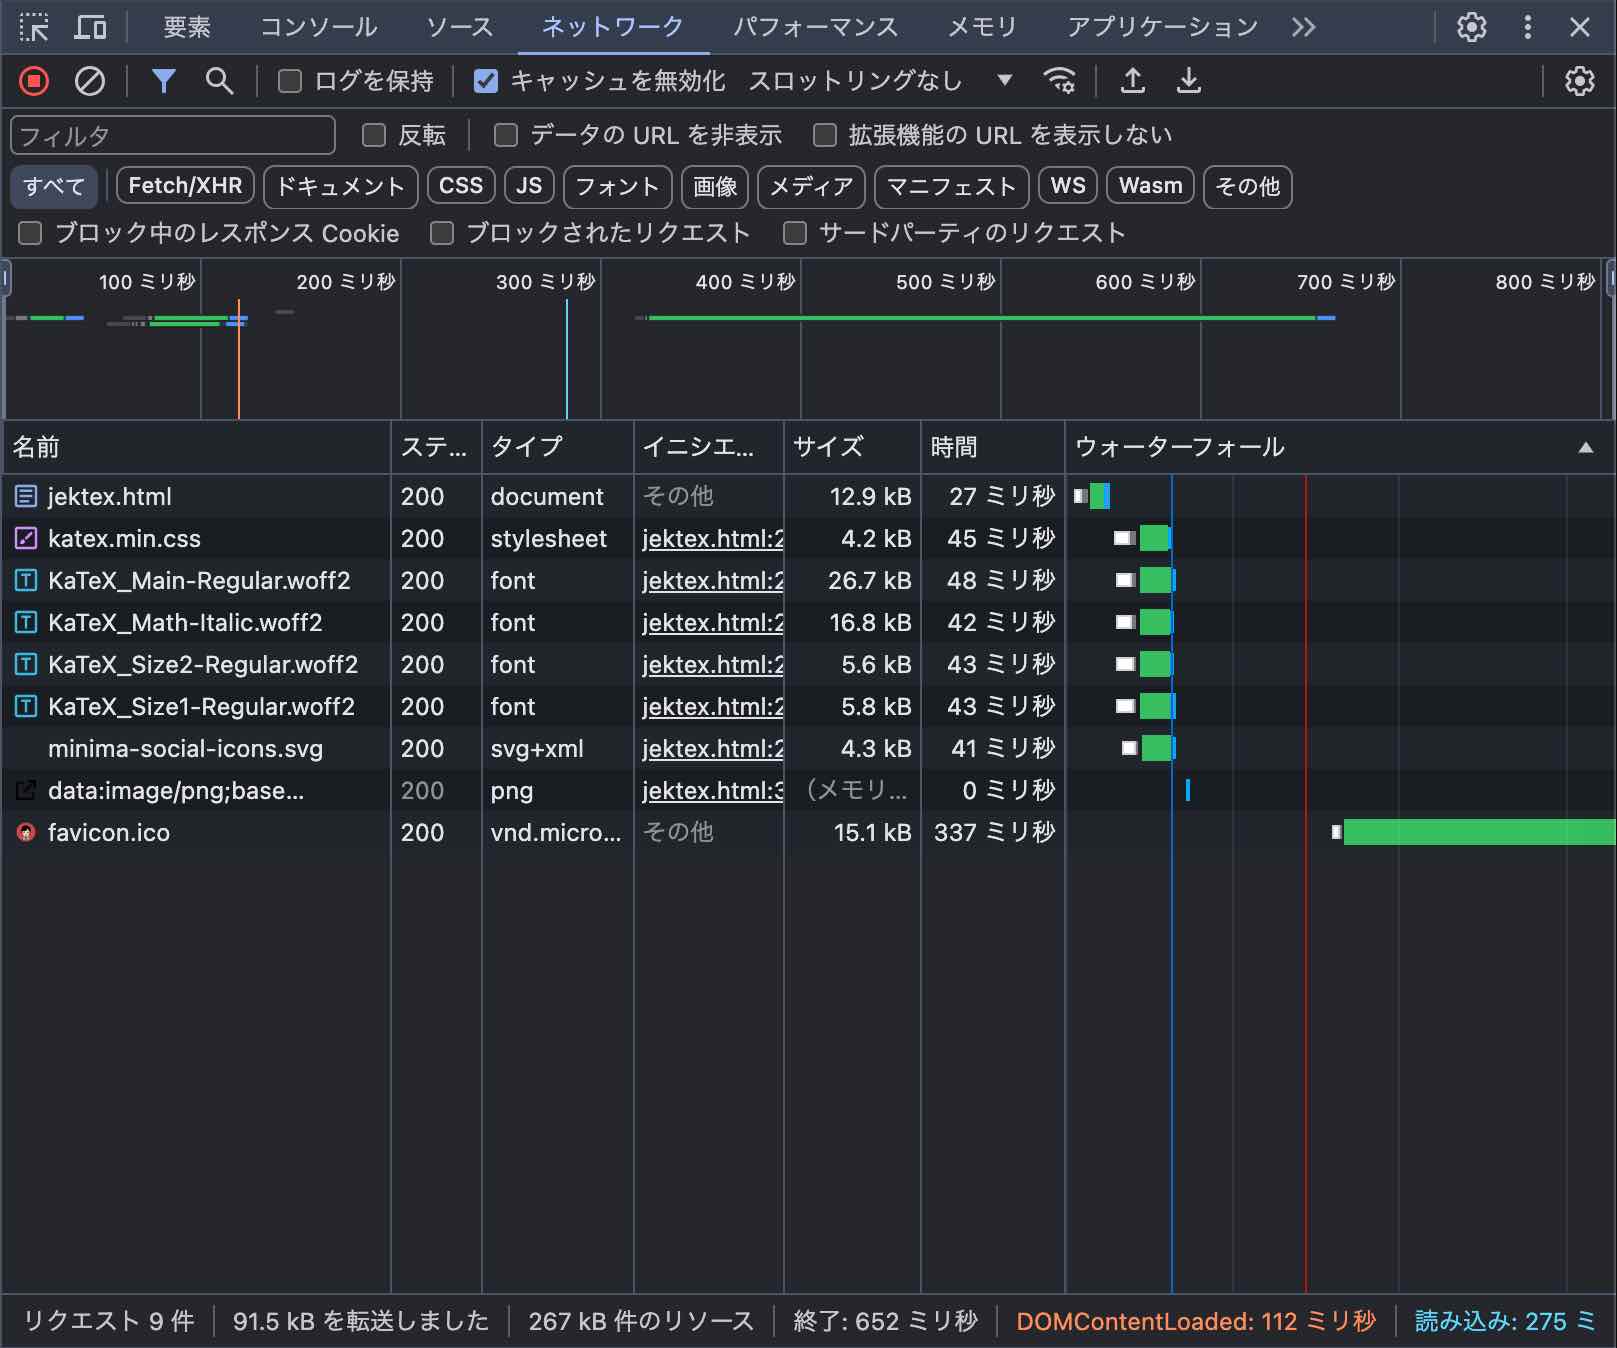 要素 コンソール ソース ネットワーク パフォーマンス メモリ アプリケーション
ログを保持 キャッシュを無効化 スロットリングなし
フィルタ 反転 データの URL を非表示 拡張機能の URL を表示しない
すべて Fetch/XHR ドキュメント CSS JS フォント 画像 メディア マニフェスト WS Wasm その他
ブロック中のレスポンス Cookie ブロックされたリクエスト サードパーティのリクエスト
100 ミリ秒 200 ミリ秒 300 ミリ秒 400 ミリ秒 500 ミリ秒 600 ミリ秒 700 ミリ秒 800 ミリ秒
名前 ステ... タイプ イニシエ... サイズ 時間 ウォーターフォール
jektex.html 200 document その他 12.9 kB 27 ミリ秒
katex.min.css 200 stylesheet jektex.html:2 4.2 kB 45 ミリ秒
KaTeX_Main-Regular.woff2 200 font jektex.html:2 26.7 kB 48 ミリ秒
KaTeX_Math-Italic.woff2 200 font jektex.html:2 16.8 kB 42 ミリ秒
KaTeX_Size2-Regular.woff2 200 font jektex.html:2 5.6 kB 43 ミリ秒
KaTeX_Size1-Regular.woff2 200 font jektex.html:2 5.8 kB 43 ミリ秒
minima-social-icons.svg 200 svg+xml jektex.html:2 4.3 kB 41 ミリ秒
data:image/png;base... 200 png jektex.html:3 （メモリ... 0 ミリ秒
favicon.ico 200 vnd.micro... その他 15.1 kB 337 ミリ秒
リクエスト 9 件 91.5 kB を転送しました 267 kB 件のリソース 終了: 652 ミリ秒 DOMContentLoaded: 112 ミリ秒 読み込み: 275 ミ